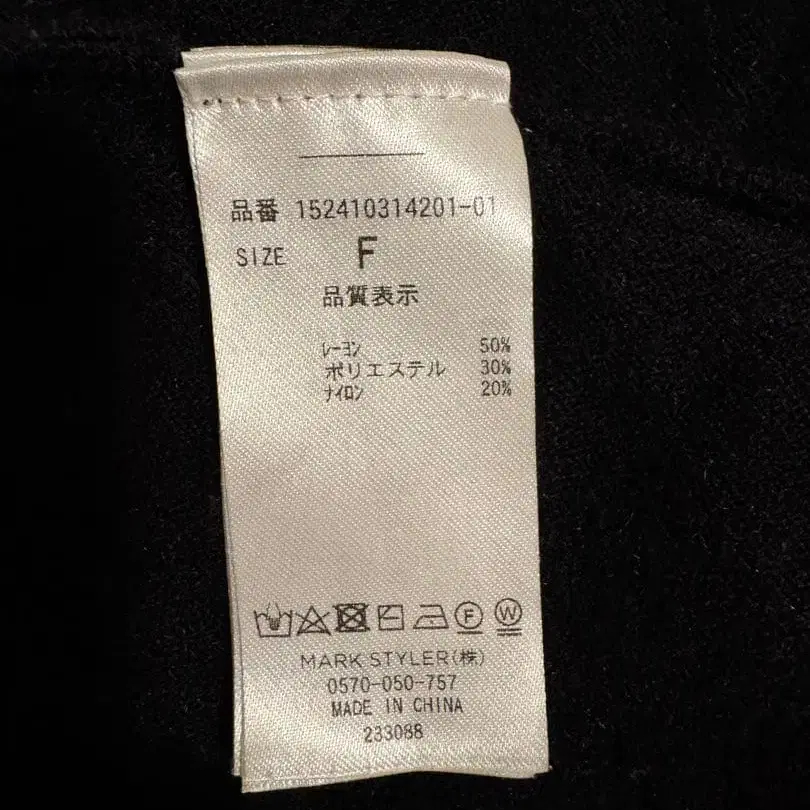 品番 152410314201-01
SIZE F
品質表示
レーヨン 50%
ポリエステル 30%
ナイロン 20%
F W
MARK STYLER(株)
0570-050-757
MADE IN CHINA
233088